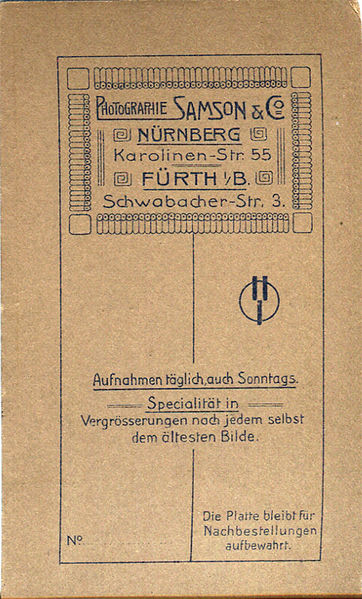 PHOTOGRAPHIE SAMSON & Co
NÜRNBERG
Karolinen-Str. 55
FÜRTH i/B.
Schwabacher-Str. 3.
Aufnahmen täglich, auch Sonntags.
Specialität in
Vergrösserungen nach jedem selbst
dem ältesten Bilde.
No.
Die Platte bleibt für
Nachbestellungen
aufbewahrt.